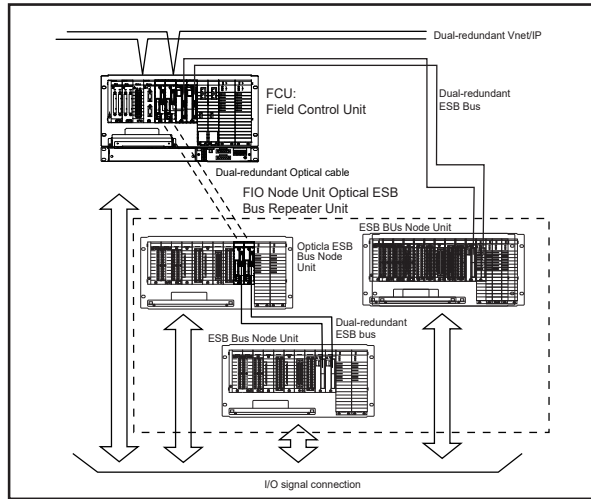 Dual-redundant Vnet/IP
FCU:
Field Control Unit
Dual-redundant
ESB Bus
Dual-redundant Optical cable
FIO Node Unit Optical ESB
Bus Repeater Unit
ESB BUs Node Unit
Opticla ESB
Bus Node
Unit
Dual-redundant
ESB bus
ESB Bus Node Unit
I/O signal connection